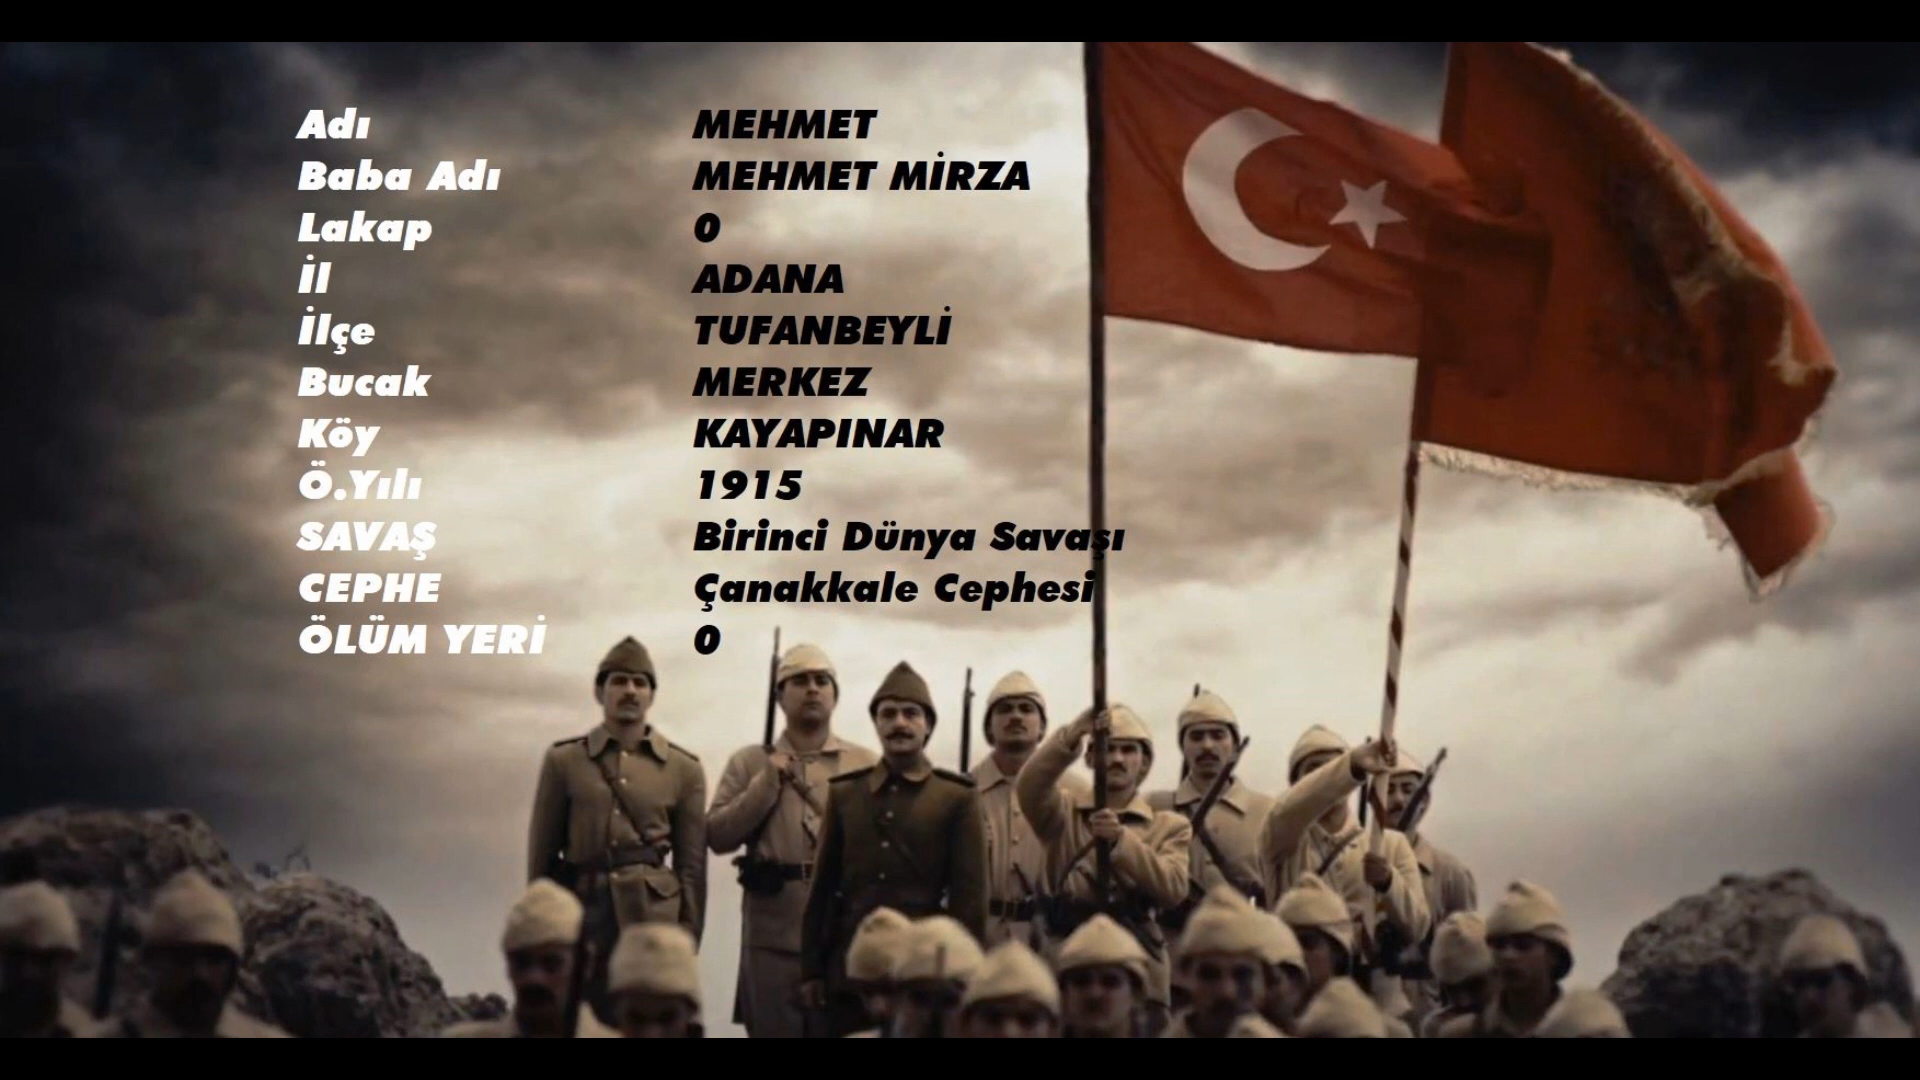 Adı MEHMET
Baba Adı MEHMET MİRZA
Lakap 0
İl ADANA
İlçe TUFANBEYLİ
Bucak MERKEZ
Köy KAYAPINAR
Ö.Yılı 1915
SAVAŞ Birinci Dünya Savaşı
CEPHE Çanakkale Cephesi
ÖLÜM YERİ 0